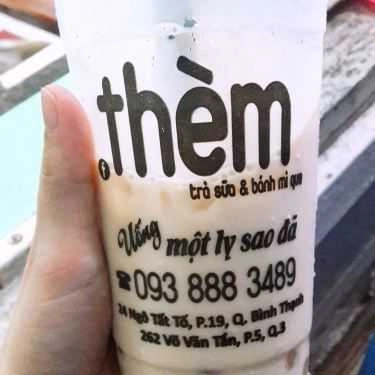 thèm
trà sữa & bánh mì que
Uống một ly sao đã
☎ 093 888 3489
24 Ngô Tất Tố, P.19, Q. Bình Thạnh
262 Võ Văn Tần, P.5, Q.3